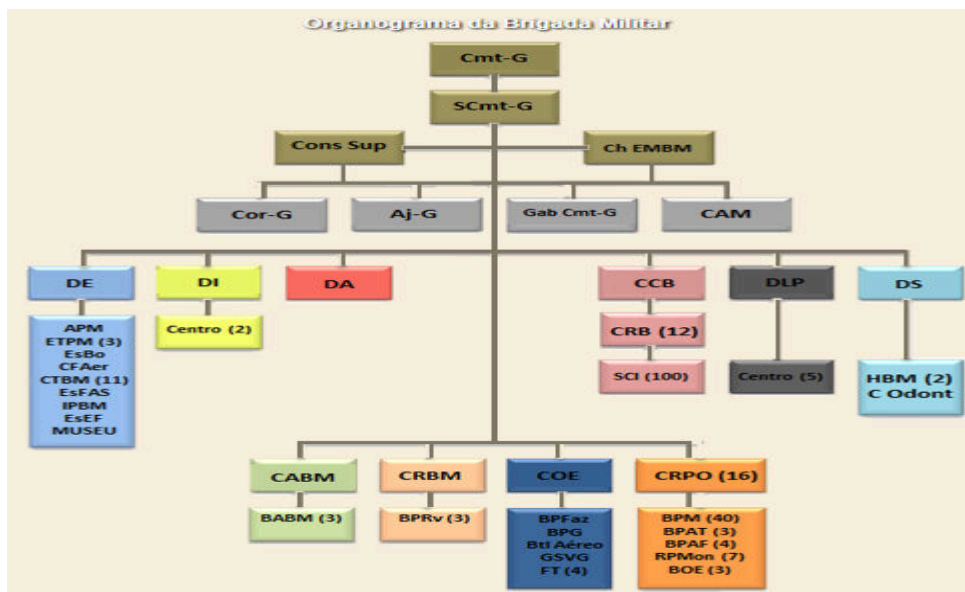 Organograma da Brigada Militar
Cmt-G
SCmt-G
Cons Sup
Ch EMBM
Cor-G
Aj-G
Gab Cmt-G
CAM
DE
DI
DA
CCB
DLP
DS
APM
ETPM (3)
EsBo
CFAer
CTBM (11)
EsFAS
IPBM
EsEF
MUSEU
Centro (2)
CRB (12)
SCI (100)
Centro (5)
HBM (2)
C Odont
CABM
CRBM
COE
CRPO (16)
BABM (3)
BPRv (3)
BPFaz
BPG
Btl Aéreo
GSVG
FT (4)
BPM (40)
BPAT (3)
BPAF (4)
RPMon (7)
BOE (3)